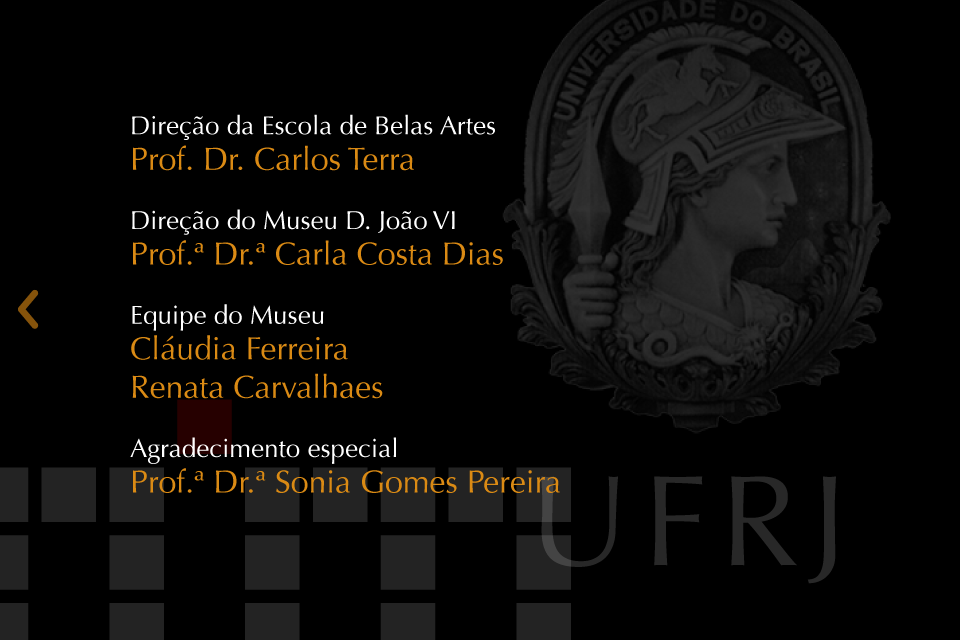 UNIVERSIDADE DO BRASIL
Direção da Escola de Belas Artes
Prof. Dr. Carlos Terra
Direção do Museu D. João VI
Prof.ª Dr.ª Carla Costa Dias
Equipe do Museu
Cláudia Ferreira
Renata Carvalhaes
Agradecimento especial
Prof.ª Dr.ª Sonia Gomes Pereira
UFRJ